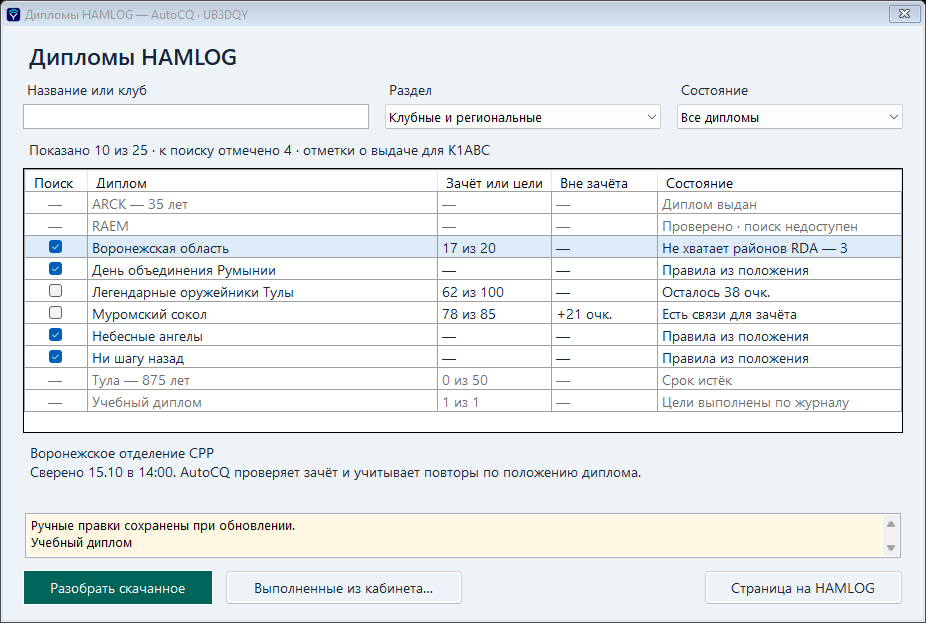 Дипломы HAMLOG — AutoCQ · UB3DQY
Дипломы HAMLOG
Название или клуб Раздел Состояние
Клубные и региональные Все дипломы
Показано 10 из 25 · к поиску отмечено 4 · отметки о выдаче для K1ABC
Поиск Диплом Зачёт или цели Вне зачёта Состояние
— ARCK — 35 лет — — Диплом выдан
— RAEM — — Проверено · поиск недоступен
Воронежская область 17 из 20 — Не хватает районов RDA — 3
День объединения Румынии — — Правила из положения
Легендарные оружейники Тулы 62 из 100 — Осталось 38 очк.
Муромский сокол 78 из 85 +21 очк. Есть связи для зачёта
Небесные ангелы — — Правила из положения
Ни шагу назад — — Правила из положения
— Тула — 875 лет 0 из 50 — Срок истёк
— Учебный диплом 1 из 1 — Цели выполнены по журналу
Воронежское отделение СРР
Сверено 15.10 в 14:00. AutoCQ проверяет зачёт и учитывает повторы по положению диплома.
Ручные правки сохранены при обновлении.
Учебный диплом
Разобрать скачанное Выполненные из кабинета... Страница на HAMLOG